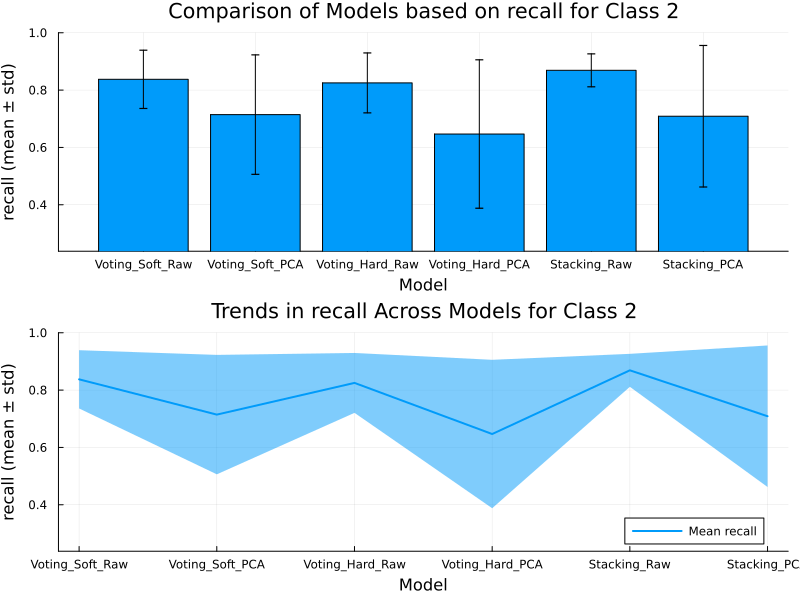 Comparison of Models based on recall for Class 2
recall (mean ± std)
1.0
0.8
0.6
0.4
Voting_Soft_Raw Voting_Soft_PCA Voting_Hard_Raw Voting_Hard_PCA Stacking_Raw Stacking_PCA
Model
Trends in recall Across Models for Class 2
recall (mean ± std)
1.0
0.8
0.6
0.4
Mean recall
Voting_Soft_Raw Voting_Soft_PCA Voting_Hard_Raw Voting_Hard_PCA Stacking_Raw Stacking_PC
Model